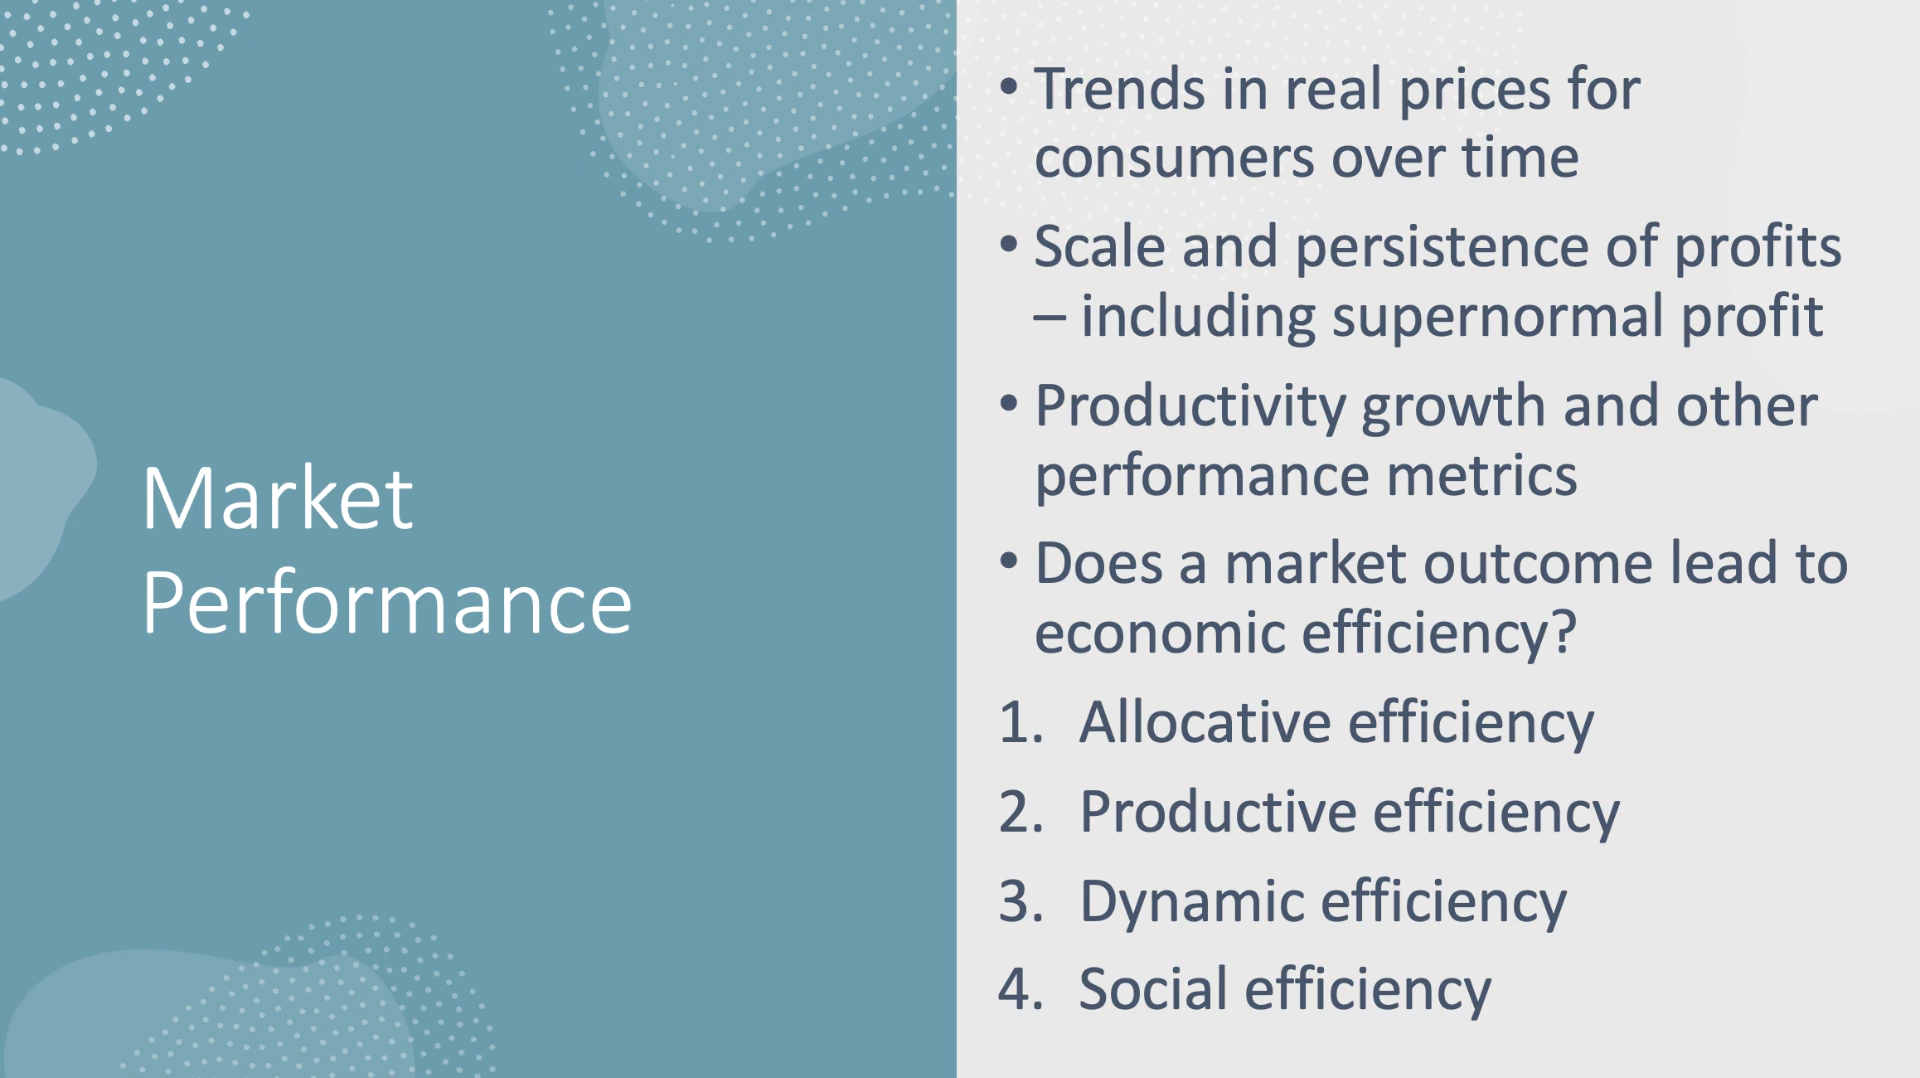 Market
Performance
• Trends in real prices for
consumers over time
• Scale and persistence of profits
– including supernormal profit
• Productivity growth and other
performance metrics
• Does a market outcome lead to
economic efficiency?
1. Allocative efficiency
2. Productive efficiency
3. Dynamic efficiency
4. Social efficiency